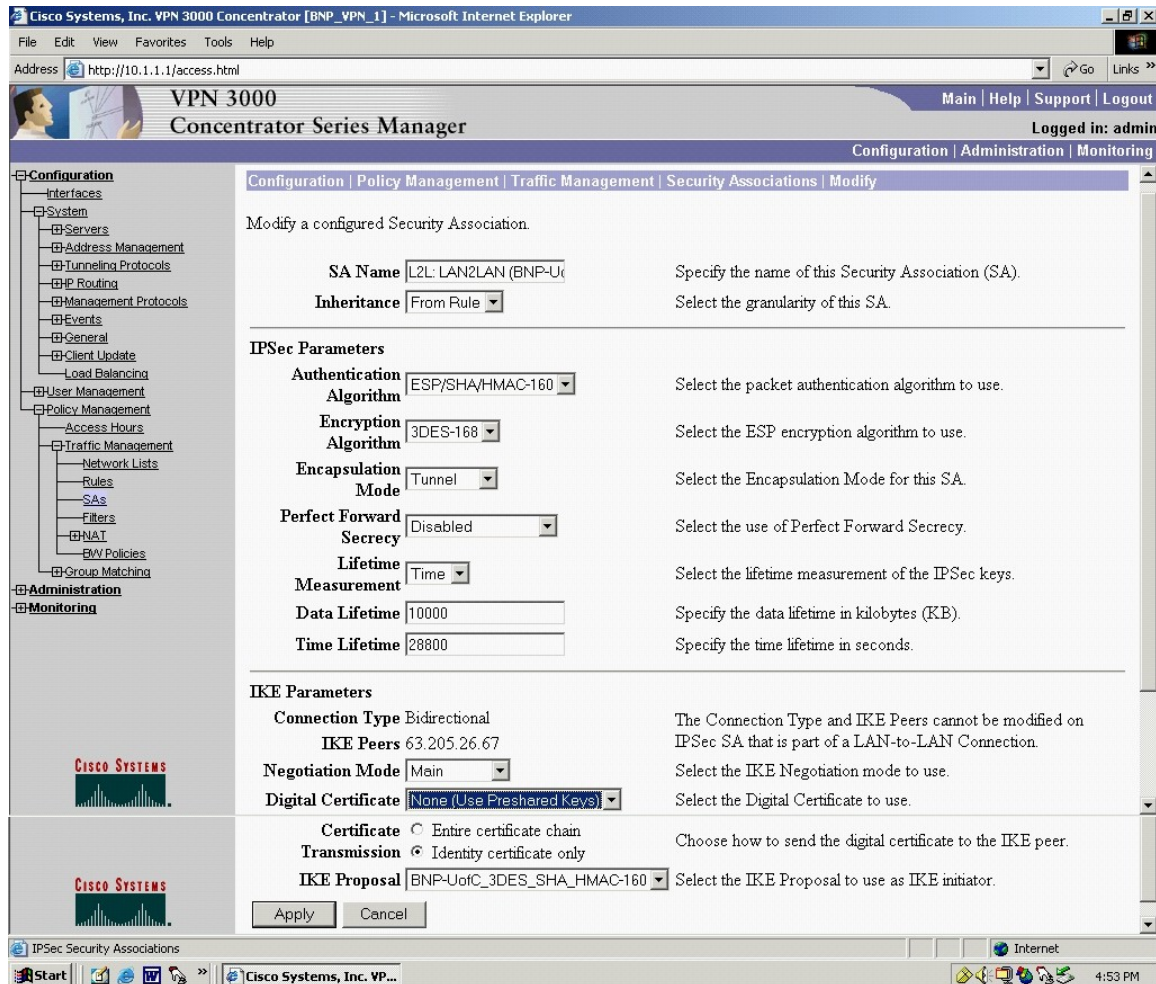 Cisco Systems, Inc. VPN 3000 Concentrator [BNP_VPN_1] - Microsoft Internet Explorer
File Edit View Favorites Tools Help
Address http://10.1.1.1/access.html Go Links »
VPN 3000
Concentrator Series Manager
Main | Help | Support | Logout
Logged in: admin
Configuration | Administration | Monitoring
Configuration
Interfaces
System
Servers
Address Management
Tunneling Protocols
IP Routing
Management Protocols
Events
General
Client Update
Load Balancing
User Management
Policy Management
Access Hours
Traffic Management
Network Lists
Rules
SAs
Filters
NAT
BW Policies
Group Matching
Administration
Monitoring
CISCO SYSTEMS
Configuration | Policy Management | Traffic Management | Security Associations | Modify
Modify a configured Security Association.
SA Name L2L: LAN2LAN (BNP-Uo Specify the name of this Security Association (SA).
Inheritance From Rule Select the granularity of this SA.
IPSec Parameters
Authentication Algorithm ESP/SHA/HMAC-160 Select the packet authentication algorithm to use.
Encryption Algorithm 3DES-168 Select the ESP encryption algorithm to use.
Encapsulation Mode Tunnel Select the Encapsulation Mode for this SA.
Perfect Forward Secrecy Disabled Select the use of Perfect Forward Secrecy.
Lifetime Measurement Time Select the lifetime measurement of the IPSec keys.
Data Lifetime 10000 Specify the data lifetime in kilobytes (KB).
Time Lifetime 28800 Specify the time lifetime in seconds.
IKE Parameters
Connection Type Bidirectional The Connection Type and IKE Peers cannot be modified on
IKE Peers 63.205.26.67 IPSec SA that is part of a LAN-to-LAN Connection.
Negotiation Mode Main Select the IKE Negotiation mode to use.
Digital Certificate None (Use Preshared Keys) Select the Digital Certificate to use.
Certificate Transmission Entire certificate chain
Identity certificate only
Choose how to send the digital certificate to the IKE peer.
IKE Proposal BNP-UofC_3DES_SHA_HMAC-160 Select the IKE Proposal to use as IKE initiator.
CISCO SYSTEMS
Apply Cancel
IPSec Security Associations Internet
Start » Cisco Systems, Inc. VP... 4:53 PM